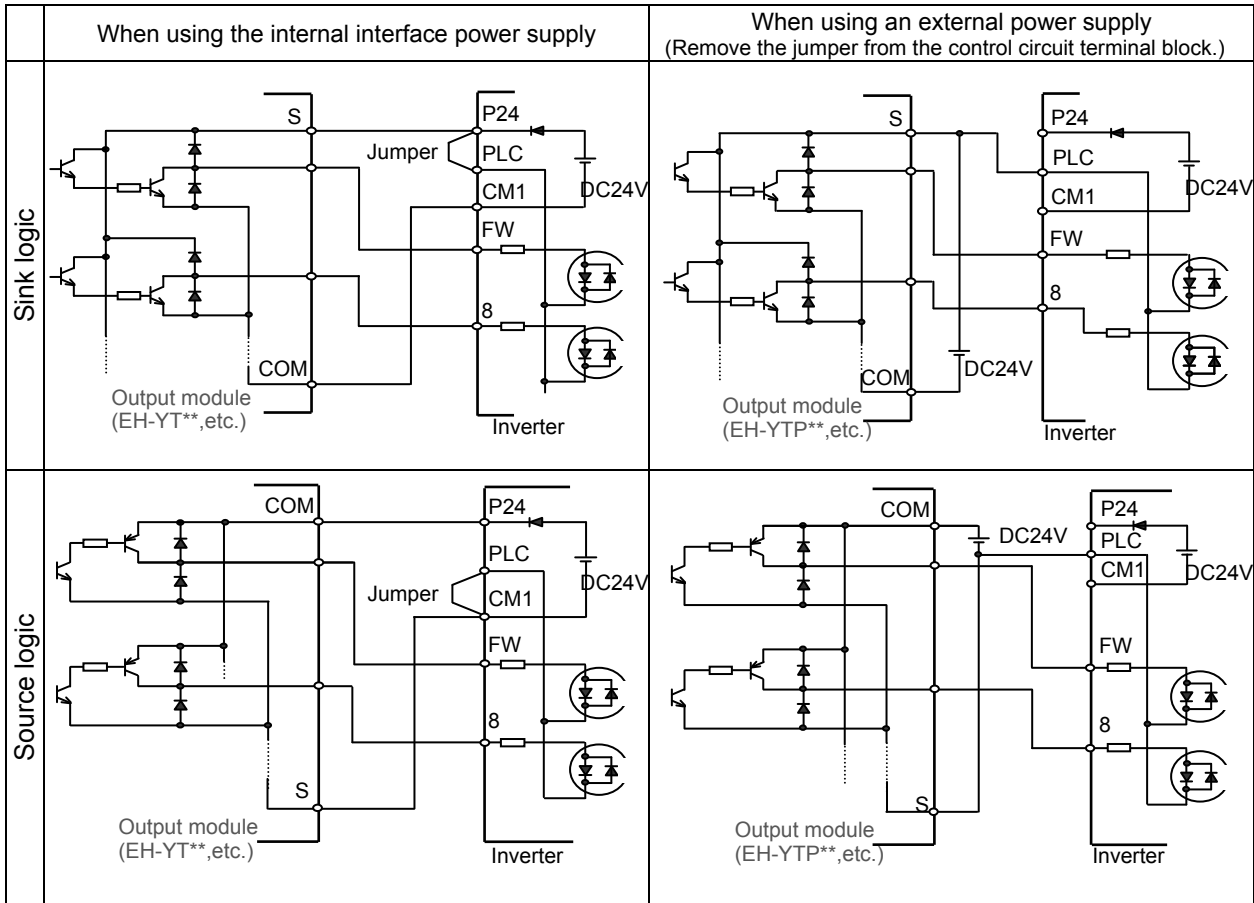 When using the internal interface power supply
When using an external power supply
(Remove the jumper from the control circuit terminal block.)
Sink logic
S
P24
Jumper
PLC
CM1
DC24V
FW
8
COM
Output module
(EH-YT**,etc.)
Inverter
S
P24
PLC
CM1
DC24V
FW
8
DC24V
COM
Output module
(EH-YTP**,etc.)
Inverter
Source logic
COM
P24
PLC
DC24V
Jumper
CM1
FW
8
S
Output module
(EH-YT**,etc.)
Inverter
COM
DC24V
P24
PLC
CM1
DC24V
FW
8
S
Output module
(EH-YTP**,etc.)
Inverter